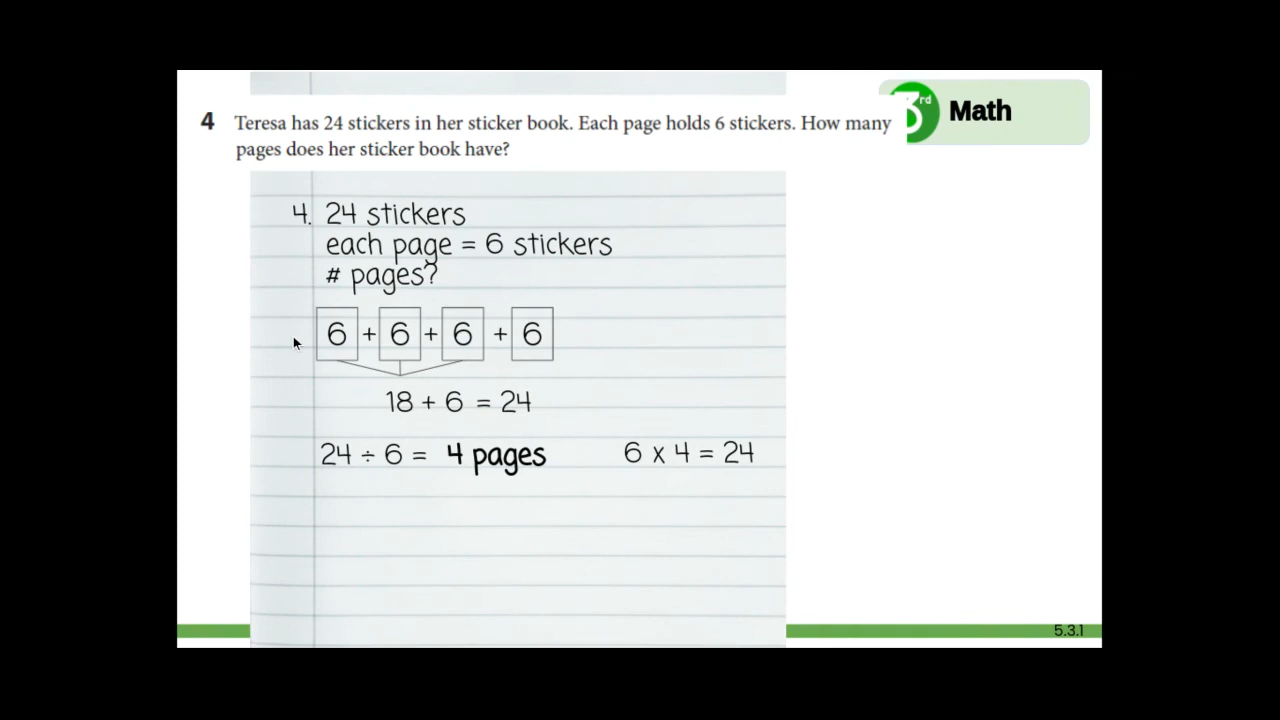 4 Teresa has 24 stickers in her sticker book. Each page holds 6 stickers. How many
pages does her sticker book have?
3rd Math
4. 24 stickers
each page = 6 stickers
# pages?
6 + 6 + 6 + 6
18 + 6 = 24
24 ÷ 6 = 4 pages 6 x 4 = 24
5.3.1